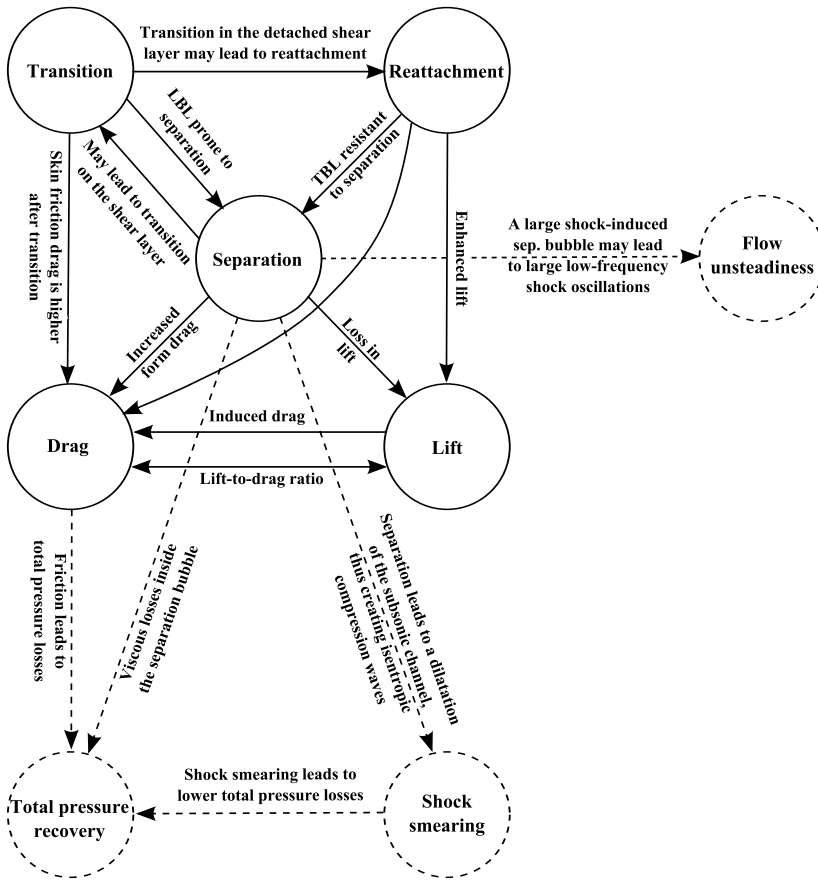 Transition in the detached shear
layer may lead to reattachment
Transition
Reattachment
LBL prone to
separation
May lead to transition
on the shear layer
TBL resistant
to separation
Skin friction drag is higher
after transition
Enhanced lift
Separation
A large shock-induced
sep. bubble may lead
to large low-frequency
shock oscillations
Flow
unsteadiness
Increased
form drag
Loss in
lift
Drag
Induced drag
Lift-to-drag ratio
Lift
Friction leads to
total pressure losses
Viscous losses inside
the separation bubble
Separation leads to a dilatation
of the subsonic channel,
thus creating isentropic
compression waves
Total pressure
recovery
Shock smearing leads to
lower total pressure losses
Shock
smearing